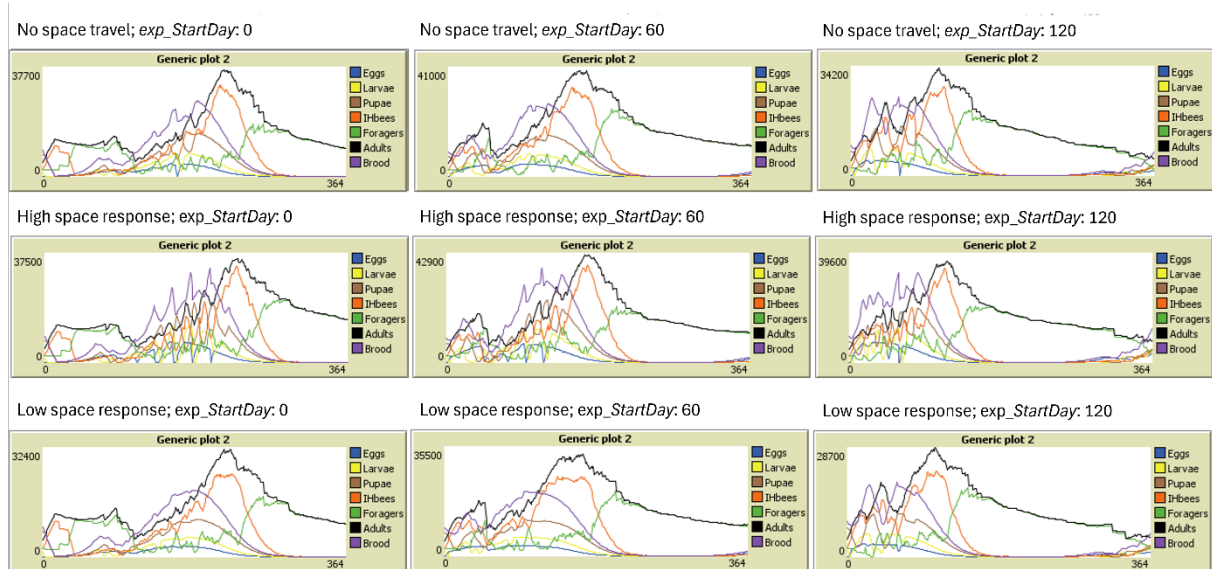 No space travel; exp_StartDay: 0
Generic plot 2
37700
0
0
364
Eggs
Larvae
Pupae
IHbees
Foragers
Adults
Brood
No space travel; exp_StartDay: 60
Generic plot 2
41000
0
0
364
Eggs
Larvae
Pupae
IHbees
Foragers
Adults
Brood
No space travel; exp_StartDay: 120
Generic plot 2
34200
0
0
364
Eggs
Larvae
Pupae
IHbees
Foragers
Adults
Brood
High space response; exp_StartDay: 0
Generic plot 2
37500
0
0
364
Eggs
Larvae
Pupae
IHbees
Foragers
Adults
Brood
High space response; exp_StartDay: 60
Generic plot 2
42900
0
0
364
Eggs
Larvae
Pupae
IHbees
Foragers
Adults
Brood
High space response; exp_StartDay: 120
Generic plot 2
39600
0
0
364
Eggs
Larvae
Pupae
IHbees
Foragers
Adults
Brood
Low space response; exp_StartDay: 0
Generic plot 2
32400
0
0
364
Eggs
Larvae
Pupae
IHbees
Foragers
Adults
Brood
Low space response; exp_StartDay: 60
Generic plot 2
35500
0
0
364
Eggs
Larvae
Pupae
IHbees
Foragers
Adults
Brood
Low space response; exp_StartDay: 120
Generic plot 2
28700
0
0
364
Eggs
Larvae
Pupae
IHbees
Foragers
Adults
Brood